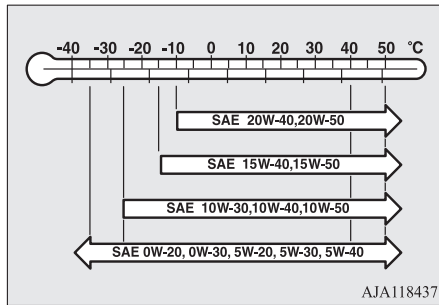 -40 -30 -20 -10 0 10 20 30 40 50 °C
SAE 20W-40,20W-50
SAE 15W-40,15W-50
SAE 10W-30,10W-40,10W-50
SAE 0W-20, 0W-30, 5W-20, 5W-30, 5W-40
AJA118437